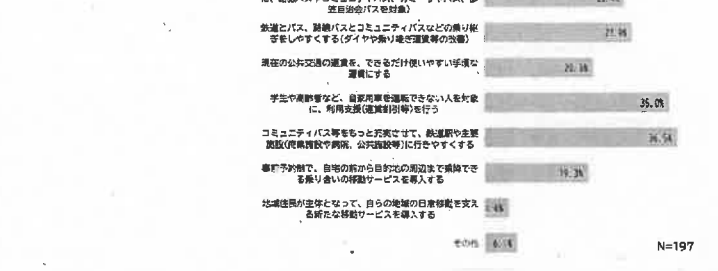 笠自治会バスを対象)
鉄道とバス、路線バスとコミュニティバスなどの乗り継
ぎをしやすくする(ダイヤや乗り継ぎ運賃等の改善)
現在の公共交通の運賃を、できるだけ使いやすい手頃な
運賃にする
学生や高齢者など、自家用車を運転できない人を対象
に、利用支援(運賃割引等)を行う
35.0%
コミュニティバス等をもっと充実させて、鉄道駅や主要
施設(商業施設や病院、公共施設等)に行きやすくする
36.5%
事前予約制で、自宅の前から目的地の周辺まで乗降でき
る乗り合いの移動サービスを導入する
19.3%
地域住民が主体となって、自らの地域の日常移動を支え
る新たな移動サービスを導入する
その他
N=197